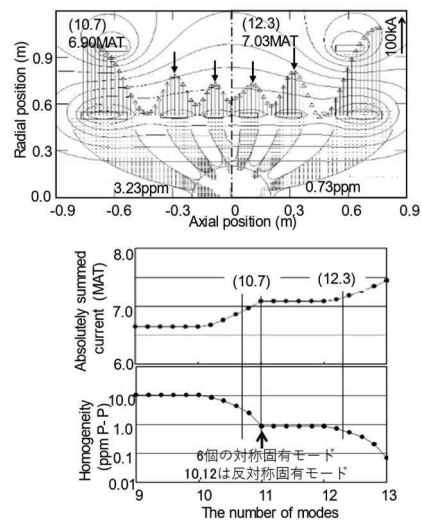 (10.7)
6.90MAT
(12.3)
7.03MAT
100kA
Radial position (m)
0.9
0.6
0.3
0.0
3.23ppm
0.73ppm
-0.9
-0.6
-0.3
0
0.3
0.6
0.9
Axial position (m)
Absolutely summed
current (MAT)
8.0
7.0
6.0
(10.7)
(12.3)
Homogeneity
(ppm P- P)
10.0
1.0
-0.1
0.01
6個の対称固有モード
10,12は反対称固有モード
9
10
11
12
13
The number of modes